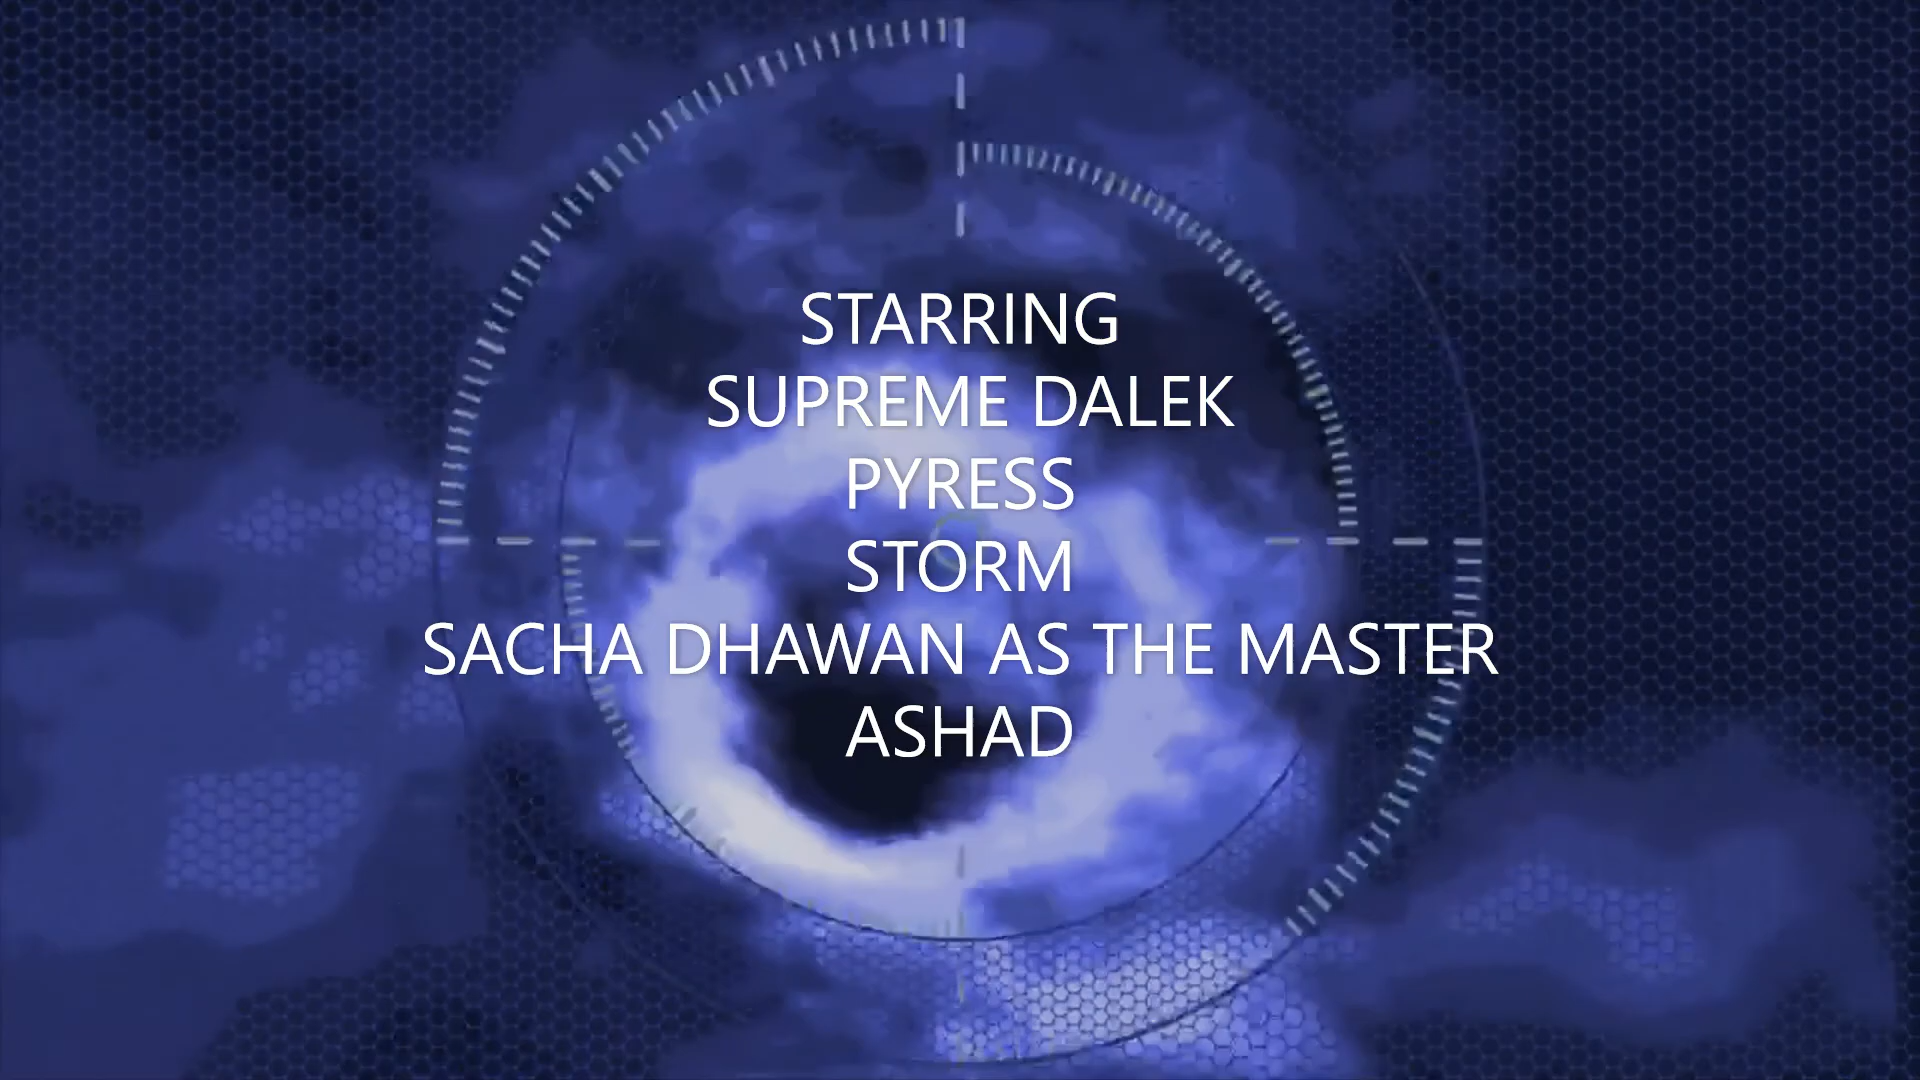 STARRING
SUPREME DALEK
PYRESS
STORM
SACHA DHAWAN AS THE MASTER
ASHAD